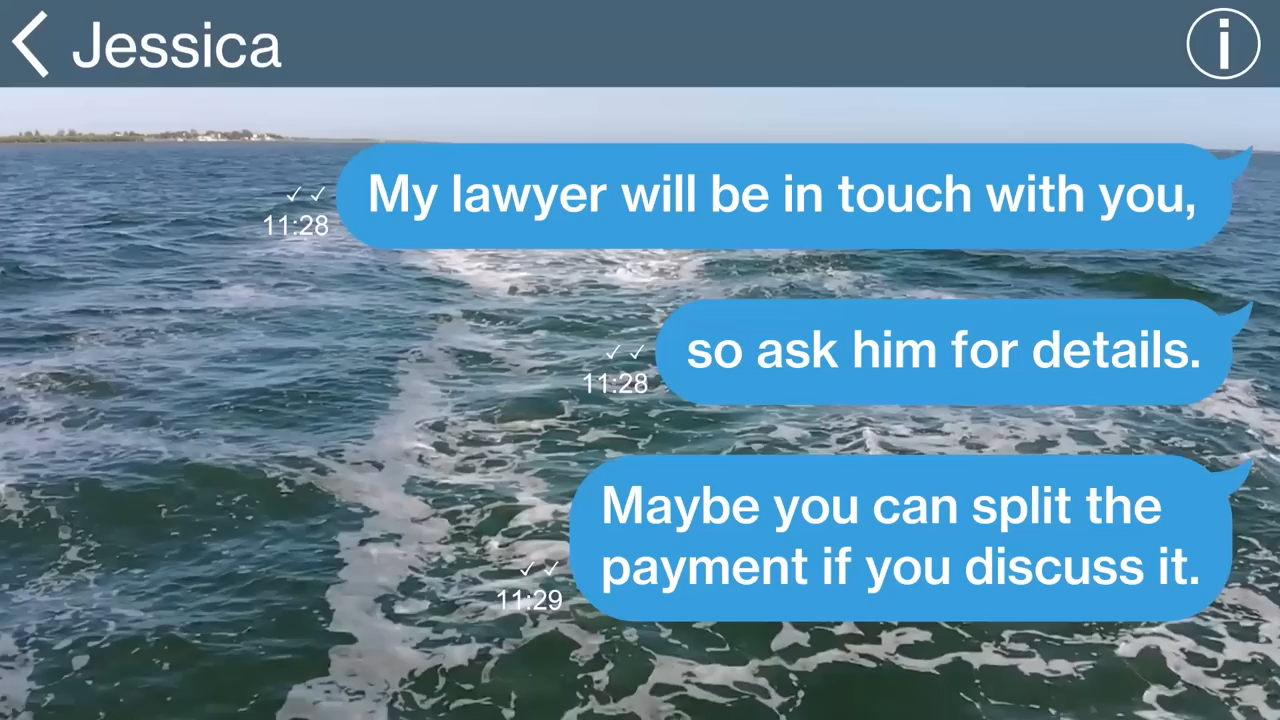 Jessica
My lawyer will be in touch with you,
11:28
so ask him for details.
11:28
Maybe you can split the
payment if you discuss it.
11:29